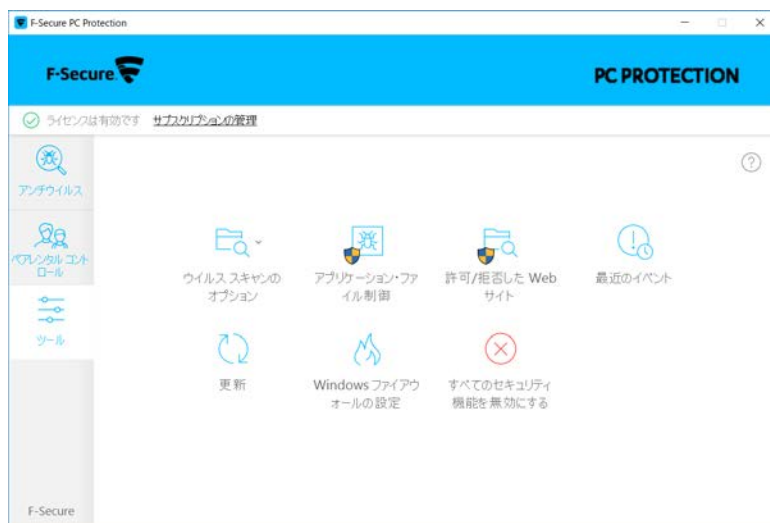 F-Secure PC Protection
F-Secure.
PC PROTECTION
ライセンスは有効です サブスクリプションの管理
アンチウイルス
ペアレンタル コント
ロール
ツール
ウイルス スキャンの
オプション
アプリケーション・ファ
イル制御
許可/拒否した Web
サイト
最近のイベント
更新
Windows ファイアウ
ォールの設定
すべてのセキュリティ
機能を無効にする
F-Secure